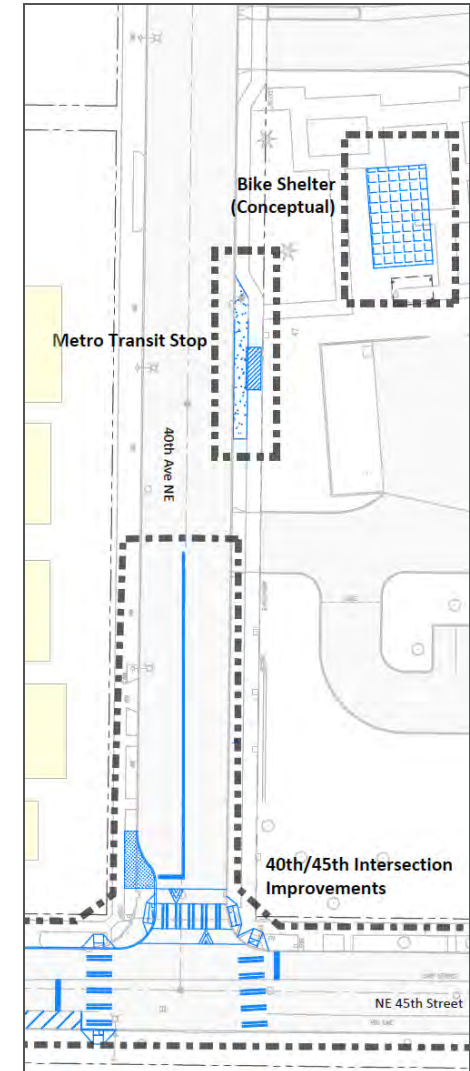 Bike Shelter
(Conceptual)
Metro Transit Stop
40th Ave NE
40th/45th Intersection
Improvements
NE 45th Street